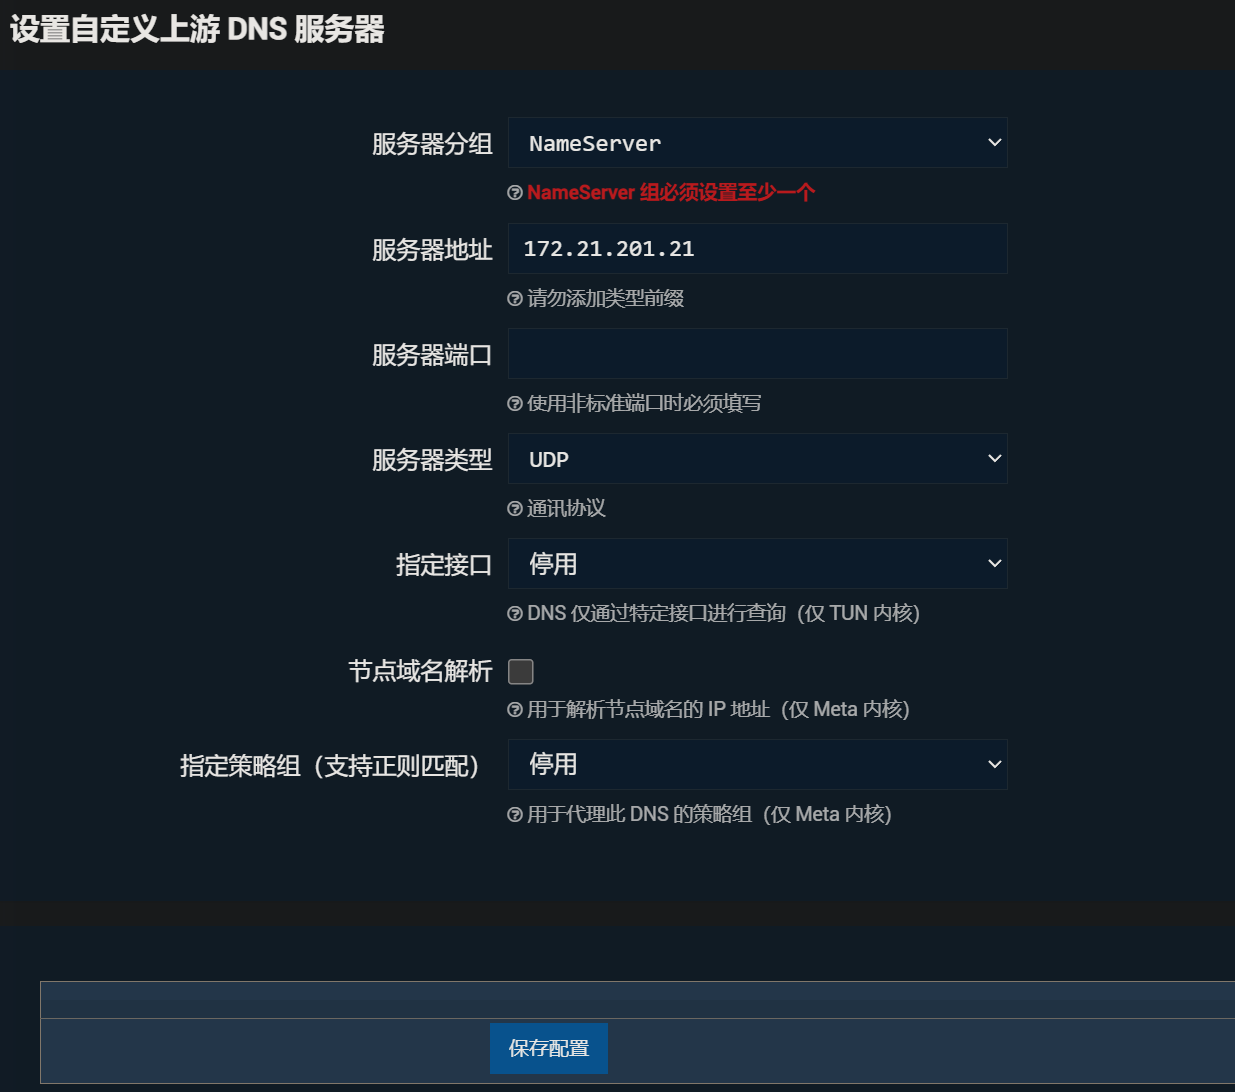 设置自定义上游 DNS 服务器
服务器分组 NameServer
NameServer 组必须设置至少一个
服务器地址 172.21.201.21
请勿添加类型前缀
服务器端口
使用非标准端口时必须填写
服务器类型 UDP
通讯协议
指定接口 停用
DNS 仅通过特定接口进行查询（仅 TUN 内核）
节点域名解析
用于解析节点域名的 IP 地址（仅 Meta 内核）
指定策略组（支持正则匹配） 停用
用于代理此 DNS 的策略组（仅 Meta 内核）
保存配置